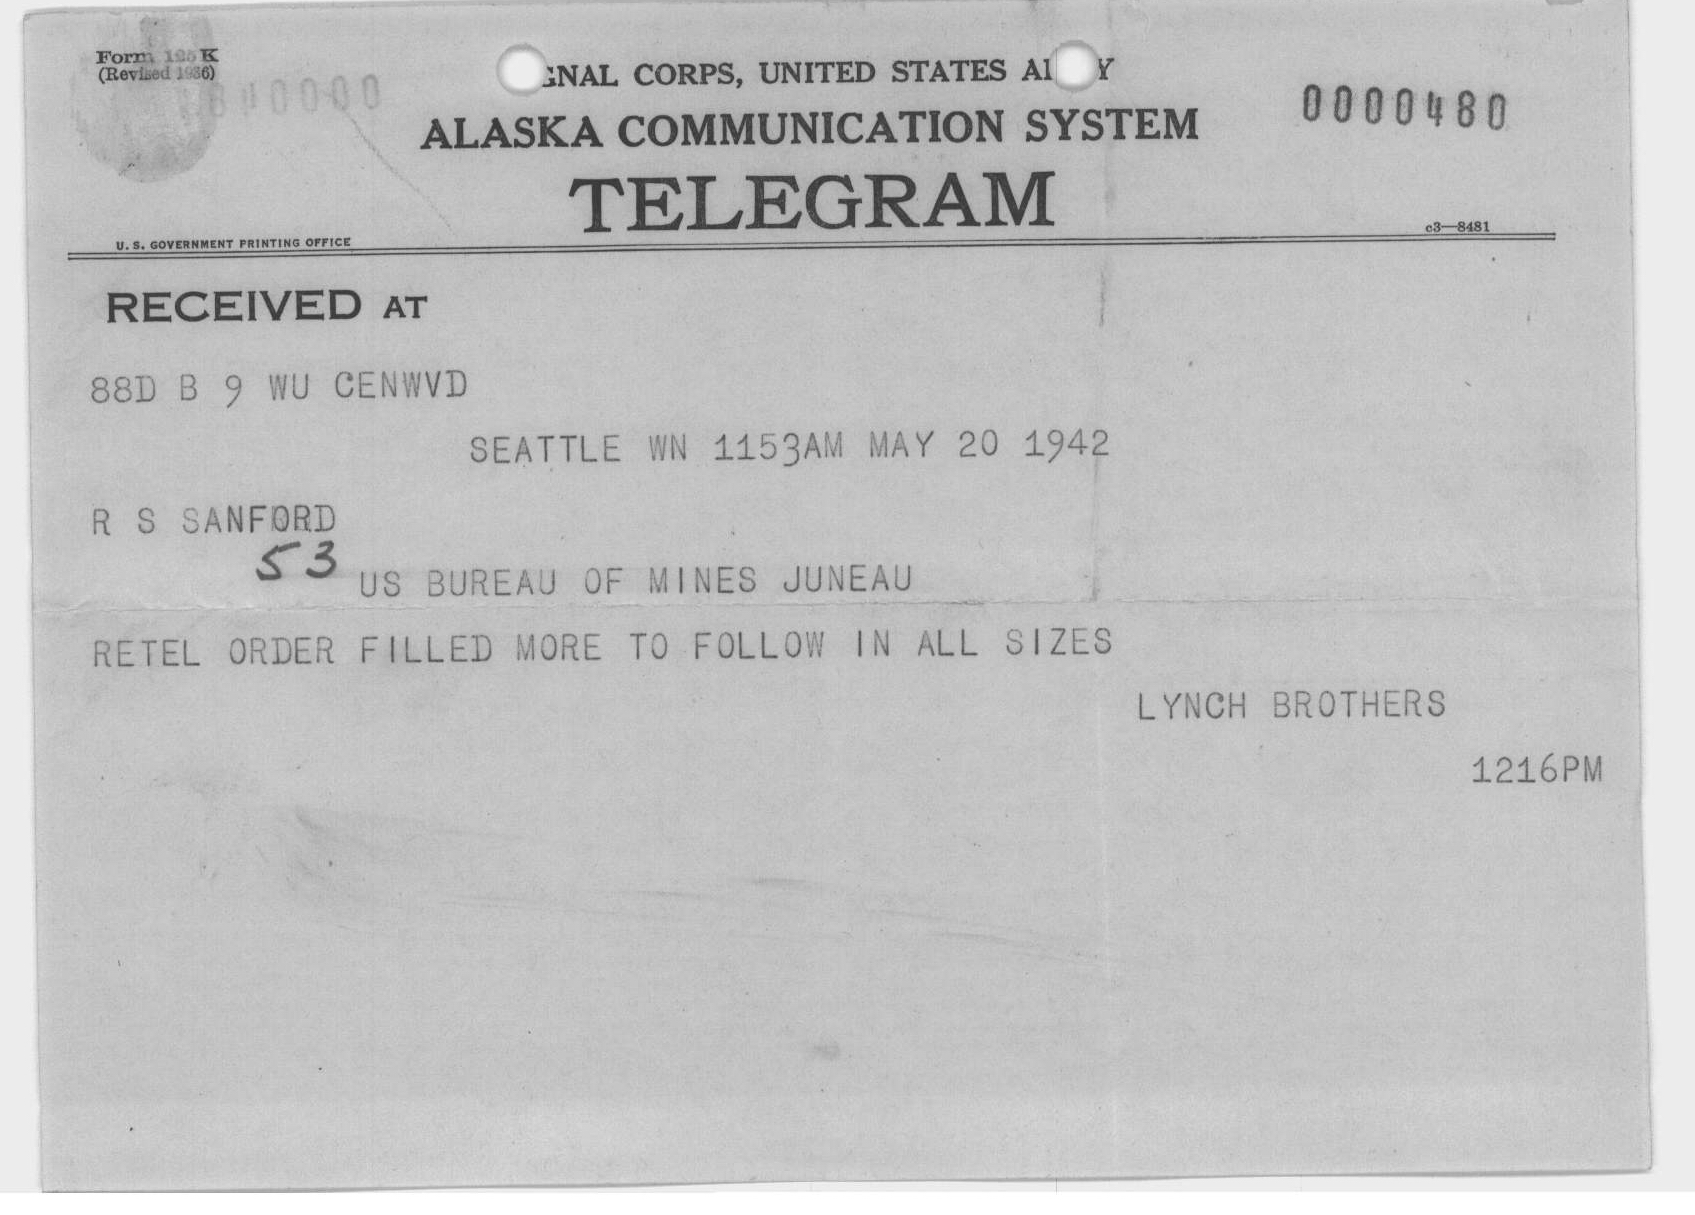 Form 125 K
(Revised 1936)
GNAL CORPS, UNITED STATES A Y
0000480
ALASKA COMMUNICATION SYSTEM
TELEGRAM
U. S. GOVERNMENT PRINTING OFFICE
c3—8481
RECEIVED AT
88D B 9 WU CENWVD
SEATTLE WN 1153AM MAY 20 1942
R S SANFORD
53
US BUREAU OF MINES JUNEAU
RETEL ORDER FILLED MORE TO FOLLOW IN ALL SIZES
LYNCH BROTHERS
1216PM